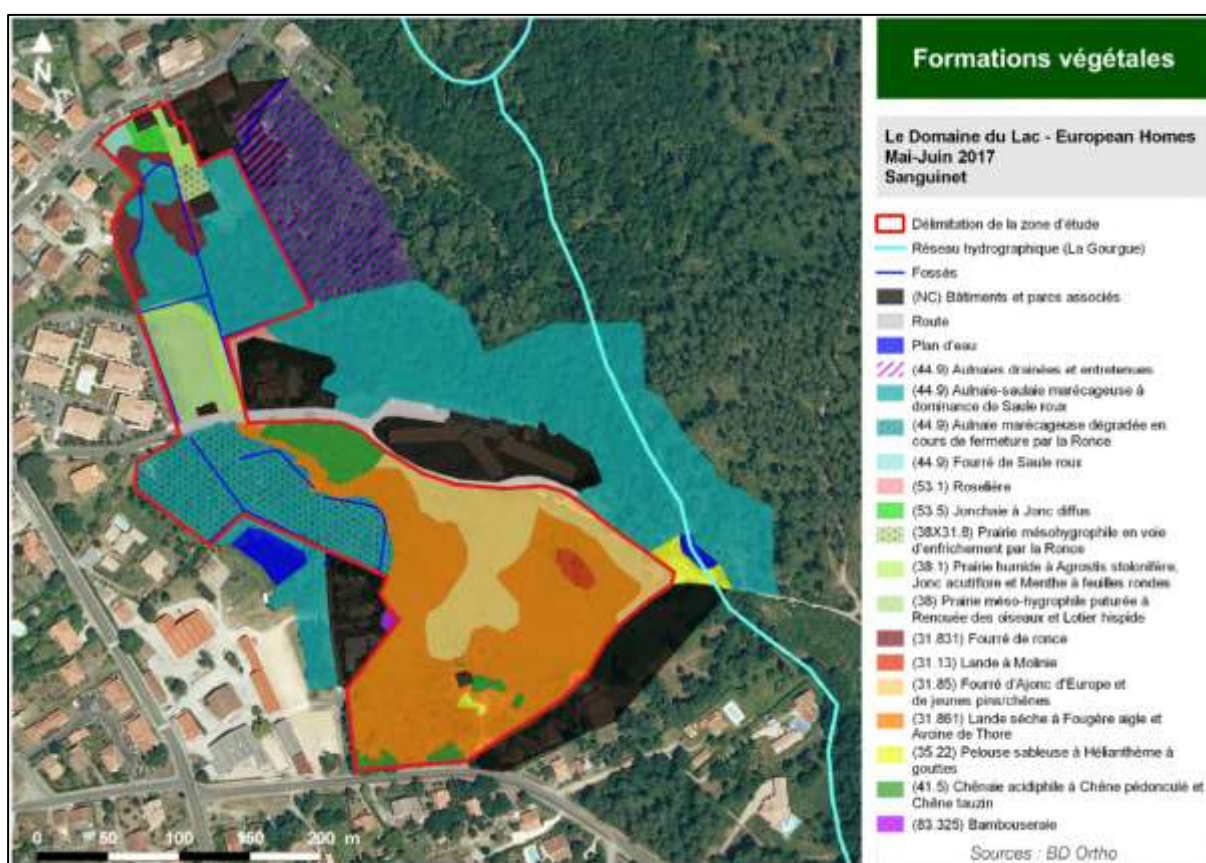 N
0 50 100 150 200 m
Formations végétales
Le Domaine du Lac - European Homes
Mai-Juin 2017
Sanguinet
Délimitation de la zone d'étude
Réseau hydrographique (La Gourgue)
Fossés
(NC) Bâtiments et parcs associés
Route
Plan d'eau
(44.9) Aulnaies drainées et entretenues
(44.9) Aulnaie-saulaie marécageuse à
dominance de Saule roux
(44.9) Aulnaie marécageuse dégradée en
cours de fermeture par la Ronce
(44.9) Fourré de Saule roux
(53.1) Roselière
(53.5) Jonchaie à Jonc diffus
(38X31.8) Prairie mésohygrophile en voie
d'enfrichement par la Ronce
(38.1) Prairie humide à Agrostis stolonifère,
Jonc acutiflore et Menthe à feuilles rondes
(38) Prairie méso-hygrophile paturée à
Renouée des oiseaux et Lotier hispide
(31.831) Fourré de ronce
(31.13) Lande à Molinie
(31.85) Fourré d'Ajonc d'Europe et
de jeunes pins/chênes
(31.861) Lande sèche à Fougère aigle et
Avoine de Thore
(35.22) Pelouse sableuse à Hélianthème à
gouttes
(41.5) Chênaie acidiphile à Chêne pédonculé et
Chêne tauzin
(83.325) Bambouseraie
Sources : BD Ortho